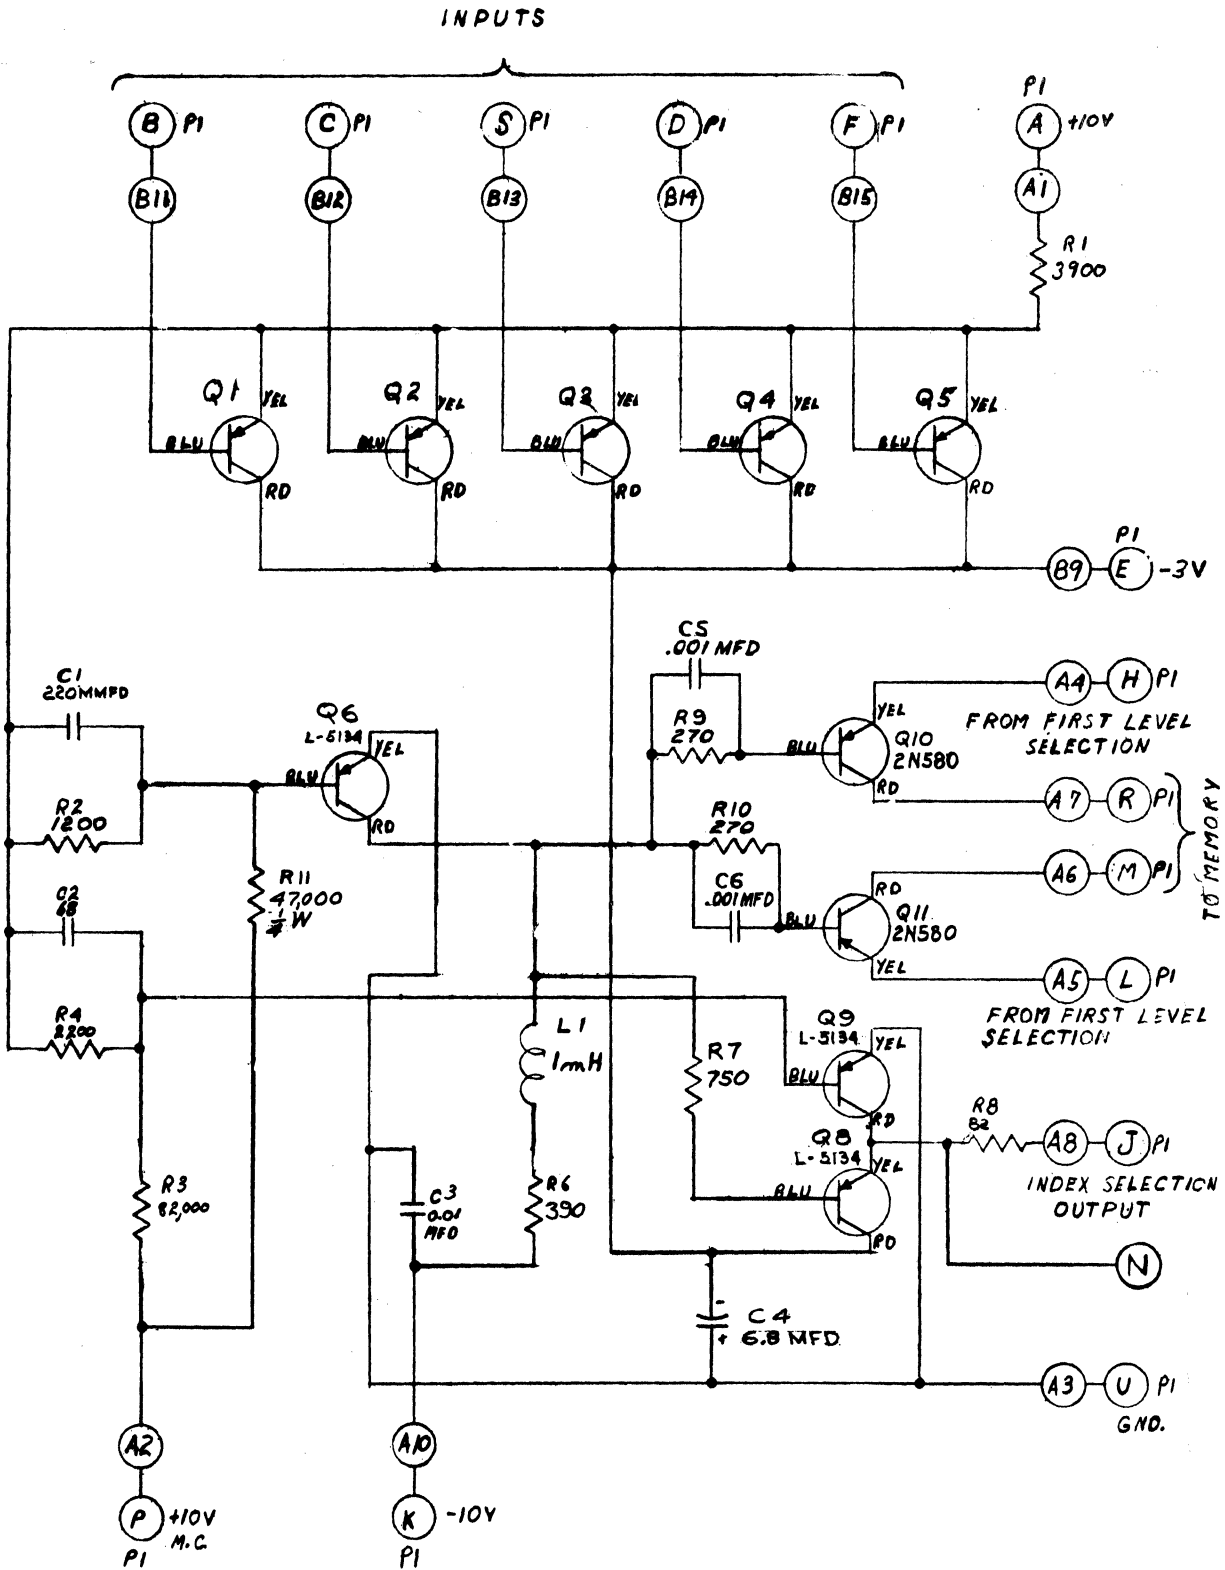 INPUTS
B P1
C P1
S P1
D P1
F P1
P1
A +10V
B11
B12
B13
B14
B15
A1
R1
3900
Q1
YEL
BLU
RD
Q2
YEL
BLU
RD
Q3
YEL
BLU
RD
Q4
YEL
BLU
RD
Q5
YEL
BLU
RD
P1
B9 E -3V
C1
220MMFD
R2
1200
C2
68
R4
2200
R11
47,000
W
Q6
L-5134
YEL
BLU
RD
C5
.001 MFD
R9
270
R10
270
C6
.001MFD
YEL
BLU
Q10
2N580
RD
A4 H P1
FROM FIRST LEVEL
SELECTION
A7 R P1
A6 M P1
TO MEMORY
RD
BLU
Q11
2N580
YEL
A5 L P1
FROM FIRST LEVEL
SELECTION
L1
1mH
R7
750
Q9
L-5134
YEL
BLU
RD
Q8
L-5134
YEL
BLU
RD
R8
82
A8 J P1
INDEX SELECTION
OUTPUT
N
R3
82,000
C3
0.01
MFD
R6
390
-
C4
+ 6.8 MFD
A3 U P1
GND.
A2
P +10V
M.C.
P1
A10
K -10V
P1